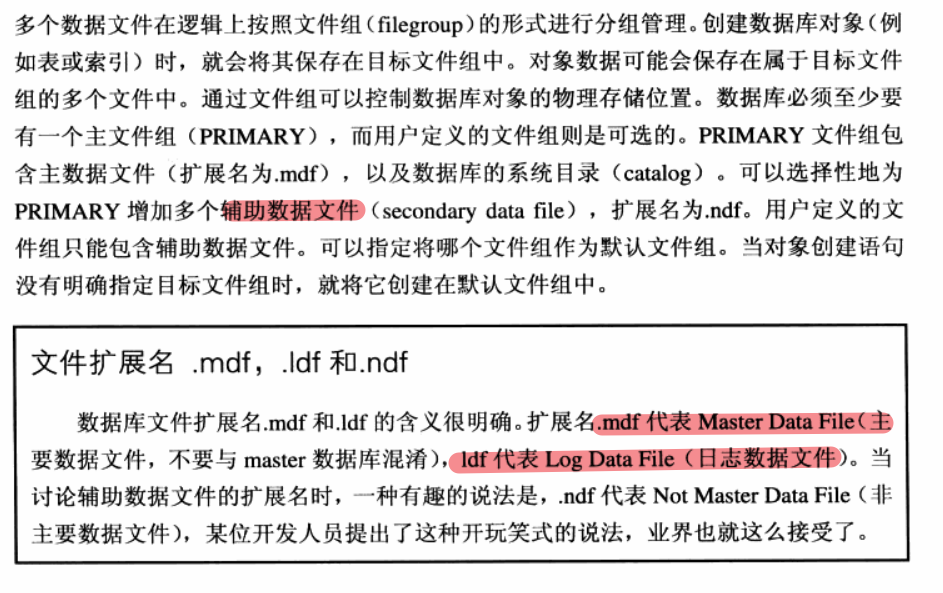 多个数据文件在逻辑上按照文件组（filegroup）的形式进行分组管理。创建数据库对象（例
如表或索引）时，就会将其保存在目标文件组中。对象数据可能会保存在属于目标文件
组的多个文件中。通过文件组可以控制数据库对象的物理存储位置。数据库必须至少要
有一个主文件组（PRIMARY），而用户定义的文件组则是可选的。PRIMARY 文件组包
含主数据文件（扩展名为.mdf），以及数据库的系统目录（catalog）。可以选择性地为
PRIMARY 增加多个辅助数据文件（secondary data file），扩展名为.ndf。用户定义的文
件组只能包含辅助数据文件。可以指定将哪个文件组作为默认文件组。当对象创建语句
没有明确指定目标文件组时，就将它创建在默认文件组中。
文件扩展名 .mdf，.ldf 和.ndf
数据库文件扩展名.mdf 和.ldf 的含义很明确。扩展名.mdf 代表 Master Data File（主
要数据文件，不要与 master 数据库混淆），ldf 代表 Log Data File（日志数据文件）。当
讨论辅助数据文件的扩展名时，一种有趣的说法是，.ndf 代表 Not Master Data File（非
主要数据文件），某位开发人员提出了这种开玩笑式的说法，业界也就这么接受了。